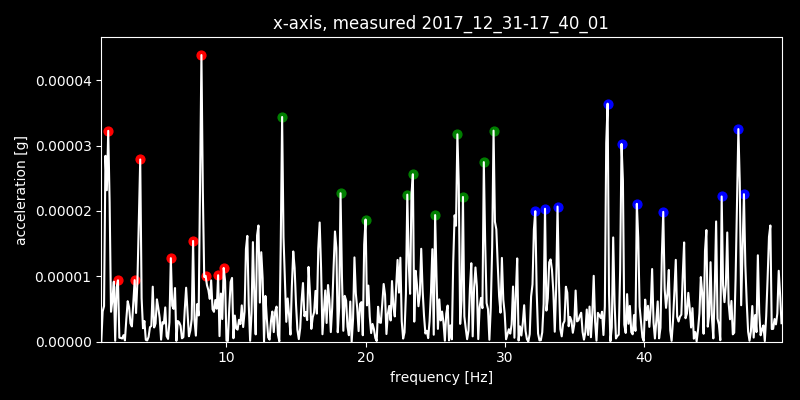 x-axis, measured 2017_12_31-17_40_01
0.00004
0.00003
0.00002
0.00001
0.00000
acceleration [g]
10 20 30 40
frequency [Hz]